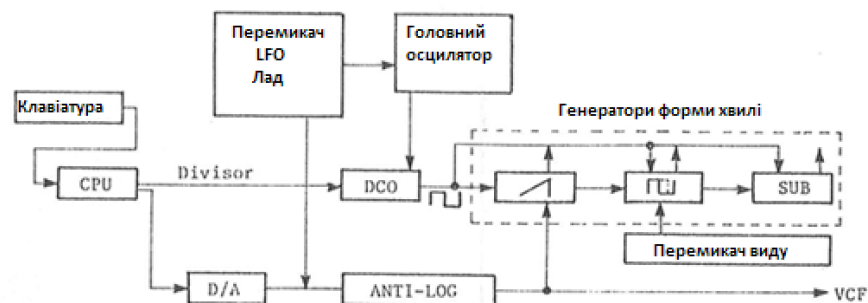 Перемикач
LFO
Лад
Головний
осцилятор
Клавіатура
Генератори форми хвилі
CPU
Divisor
DCO
SUB
Перемикач виду
D/A
ANTI-LOG
VCF